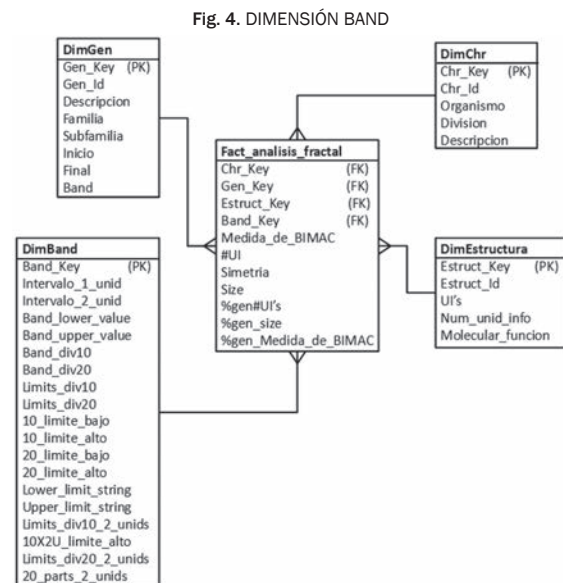 Fig. 4. DIMENSIÓN BAND
DimGen
Gen_Key (PK)
Gen_Id
Descripcion
Familia
Subfamilia
Inicio
Final
Band
DimChr
Chr_Key (PK)
Chr_Id
Organismo
Division
Descripcion
Fact_analisis_fractal
Chr_Key (FK)
Gen_Key (FK)
Estruct_Key (FK)
Band_Key (FK)
Medida_de_BIMAC
#UI
Simetria
Size
%gen#UI's
%gen_size
%gen_Medida_de_BIMAC
DimBand
Band_Key (PK)
Intervalo_1_unid
Intervalo_2_unid
Band_lower_value
Band_upper_value
Band_div10
Band_div20
Limits_div10
Limits_div20
10_limite_bajo
10_limite_alto
20_limite_bajo
20_limite_alto
Lower_limit_string
Upper_limit_string
Limits_div10_2_unids
10X2U_limite_alto
Limits_div20_2_unids
20_parts_2_unids
DimEstructura
Estruct_Key (PK)
Estruct_Id
UI's
Num_unid_info
Molecular_funcion